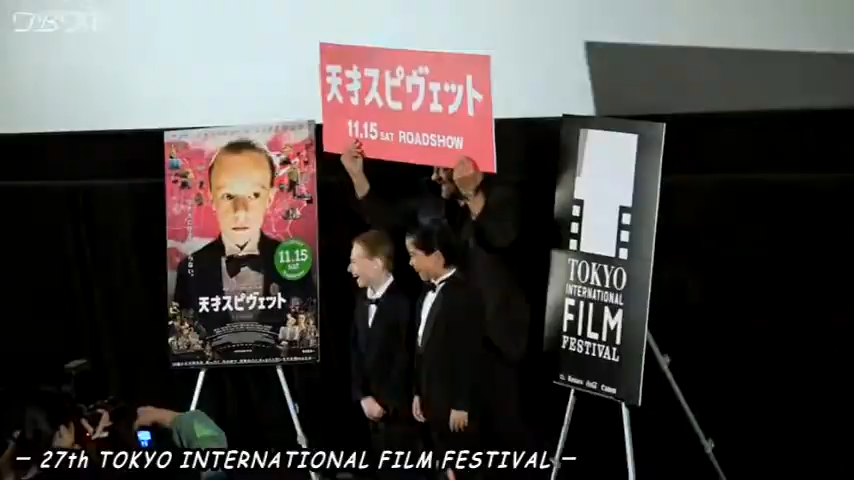 天才スピヴェット
11.15 SAT ROADSHOW
11.15
SAT
天才スピヴェット
TOKYO
INTERNATIONAL
FILM
FESTIVAL
– 27th TOKYO INTERNATIONAL FILM FESTIVAL –